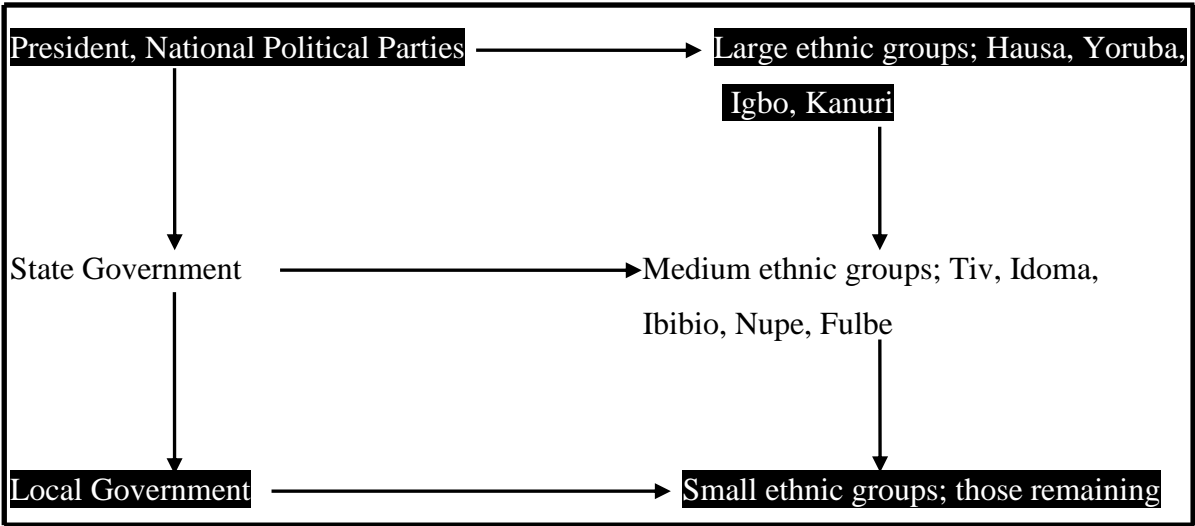 President, National Political Parties
Large ethnic groups; Hausa, Yoruba,
Igbo, Kanuri
State Government
Medium ethnic groups; Tiv, Idoma,
Ibibio, Nupe, Fulbe
Local Government
Small ethnic groups; those remaining